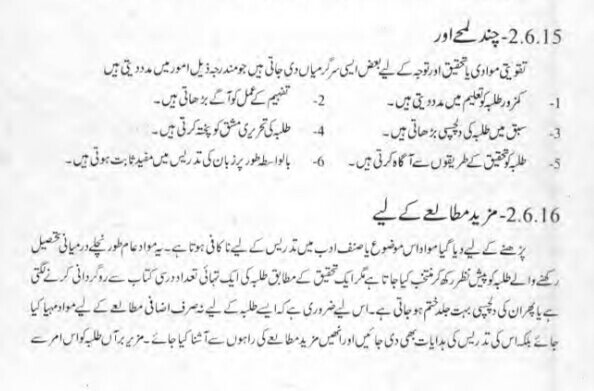 2.6.15- چند لمحے اور
تقویتی موادی یا تحقیق اور توجہ کے لیے بعض ایسی سرگرمیاں دی جاتی ہیں جو مندرجہ ذیل امور میں مدد دیتی ہیں۔
1- کمزور طلبہ کو تعلیم میں مدد دیتی ہیں۔ 2- تفہیم کے عمل کو آگے بڑھاتی ہیں۔
3- سبق میں طلبہ کی دلچسپی بڑھاتی ہیں۔ 4- طلبہ کی تحریری مشق کو پختہ کرتی ہیں۔
5- طلبہ کو تحقیق کے طریقوں سے آگاہ کرتی ہیں۔ 6- بالواسطہ طور پر زبان کی تدریس میں مفید ثابت ہوتی ہیں۔
2.6.16- مزید مطالعے کے لیے
پڑھنے کے لیے دیا گیا مواد اس موضوع یا صنف ادب میں تدریس کے لیے ناکافی ہوتا ہے۔ یہ مواد عام طور نچلے درمیانی تحصیل
رکھنے والے طلبہ کو پیش نظر رکھ کر منتخب کیا جاتا ہے مگر ایک تحقیق کے مطابق طلبہ کی ایک تہائی تعداد درسی کتاب سے روگردانی کرنے لگتی
ہے یا پھر ان کی دلچسپی بہت جلد ختم ہو جاتی ہے۔ اس لیے ضروری ہے کہ ایسے طلبہ کے لیے نہ صرف اضافی مطالعے کے لیے مواد مہیا کیا
جائے بلکہ اس کی تدریس کی ہدایات بھی دی جائیں اور انھیں مزید مطالعے کی راہوں سے آشنا کیا جائے۔ مزید برآں طلبہ کو اس امر سے